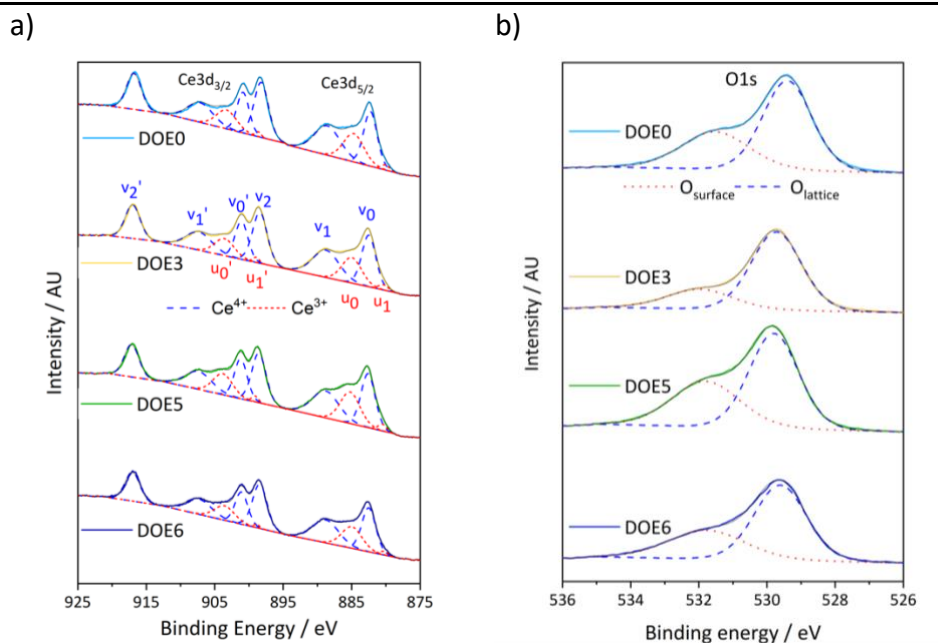 a)
Ce3d3/2
Ce3d5/2
DOE0
v2' v1' v0' v2 v1 v0
DOE3
u0' u1' u0 u1
Ce4+ Ce3+
DOE5
DOE6
Intensity / AU
925 915 905 895 885 875
Binding Energy / eV
b)
O1s
DOE0
Osurface Olattice
DOE3
DOE5
DOE6
Intensity / AU
536 534 532 530 528 526
Binding energy / eV